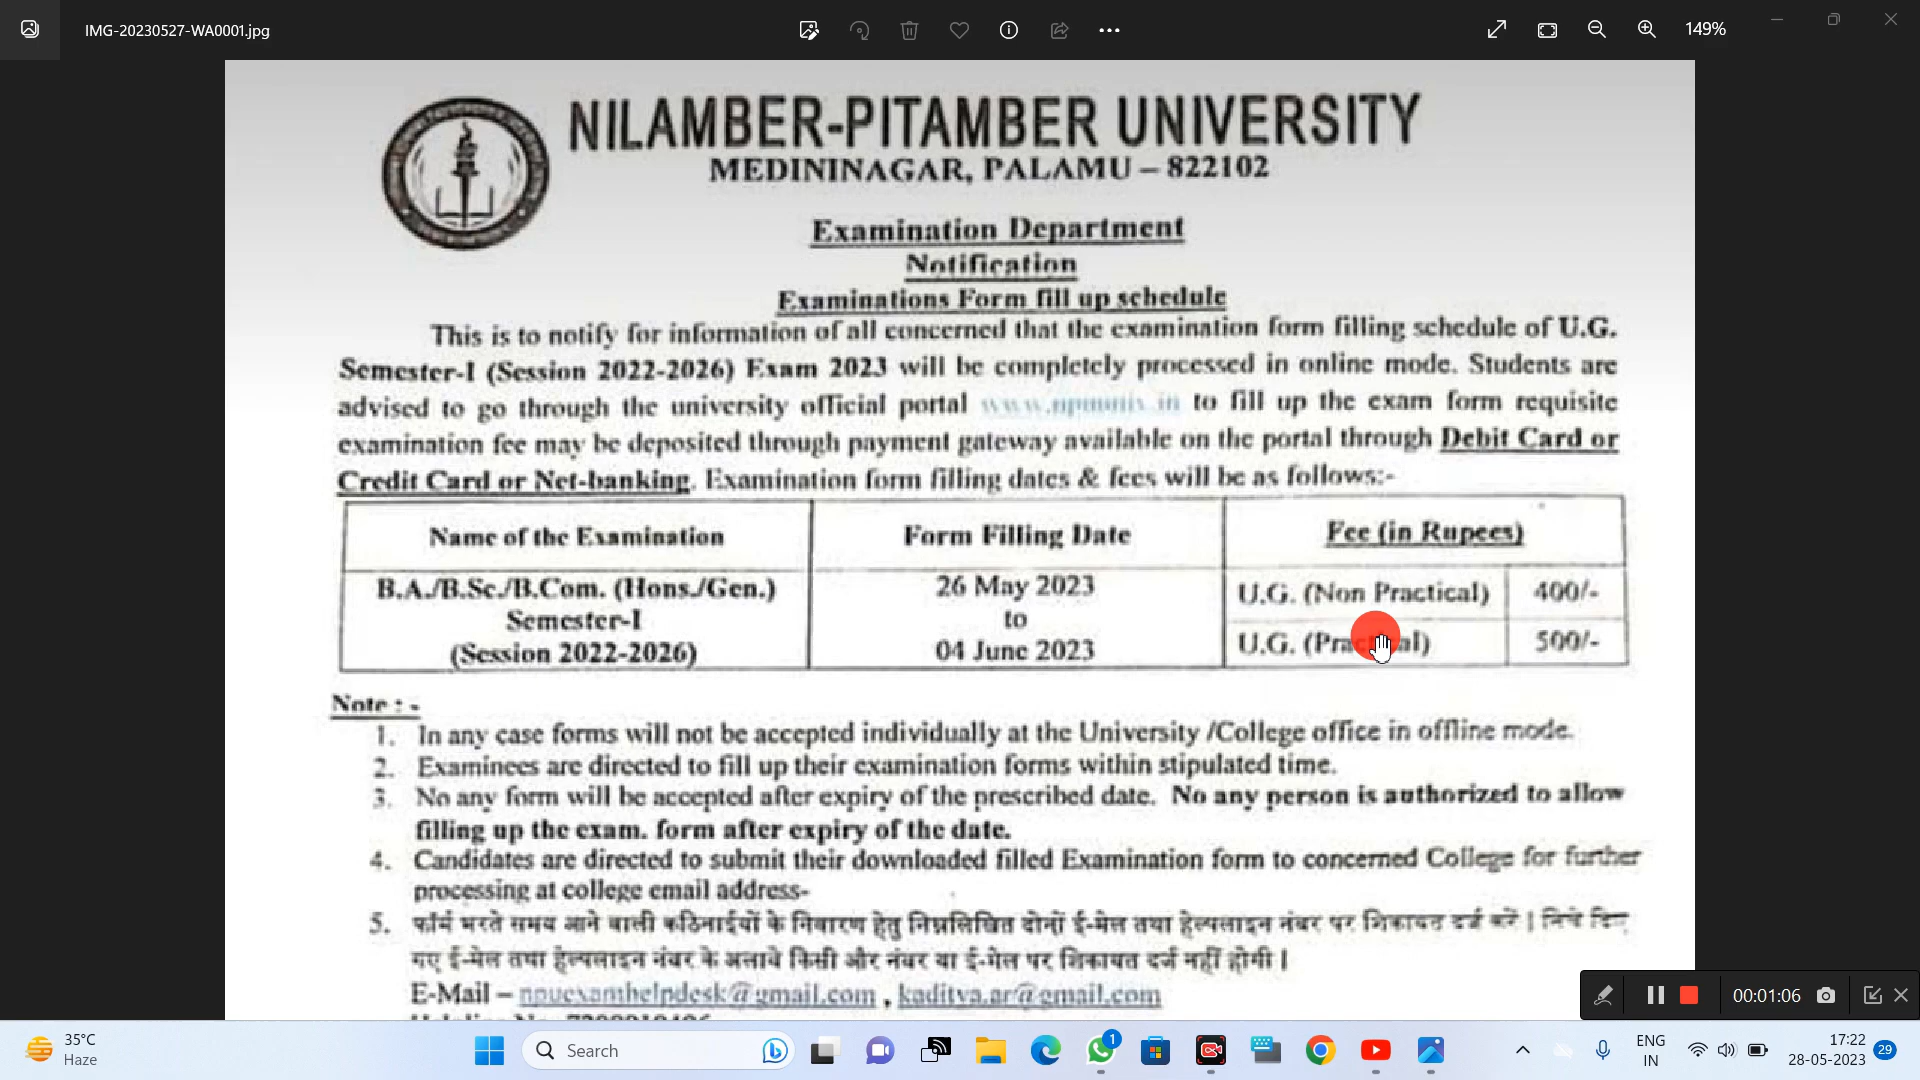 IMG-20230527-WA0001.jpg
149%
NILAMBER-PITAMBER UNIVERSITY
MEDININAGAR, PALAMU – 822102
Examination Department
Notification
Examinations Form fill up schedule
This is to notify for information of all concerned that the examination form filling schedule of U.G.
Semester-I (Session 2022-2026) Exam 2023 will be completely processed in online mode. Students are
advised to go through the university official portal to fill up the exam form requisite
examination fee may be deposited through payment gateway available on the portal through Debit Card or
Credit Card or Net-banking. Examination form filling dates & fees will be as follows:-
Name of the Examination
Form Filling Date
Fee (in Rupees)
B.A./B.Sc./B.Com. (Hons./Gen.)
Semester-I
(Session 2022-2026)
26 May 2023
to
04 June 2023
U.G. (Non Practical) 400/-
U.G. 500/-
Note : -
1. In any case forms will not be accepted individually at the University /College office in offline mode.
2. Examinees are directed to fill up their examination forms within stipulated time.
3. No any form will be accepted after expiry of the prescribed date. No any person is authorized to allow
filling up the exam. form after expiry of the date.
4. Candidates are directed to submit their downloaded filled Examination form to concerned College for further
processing at college email address-
5. फॉर्म भरते समय आने वाली कठिनाईयों के निवारण हेतु निम्नलिखित दोनों ई-मेल तथा हेल्पलाइन नंबर पर शिकायत दर्ज करें | निचे दिए
गए ई-मेल तथा हेल्पलाइन नंबर के अलावे किसी और नंबर या ई-मेल पर शिकायत दर्ज नहीं होगी |
E-Mail – npuexamhelpdesk@gmail.com , kaditya.ar@gmail.com
00:01:06
35°C
Haze
Search
1
ENG
IN
17:22
28-05-2023
29